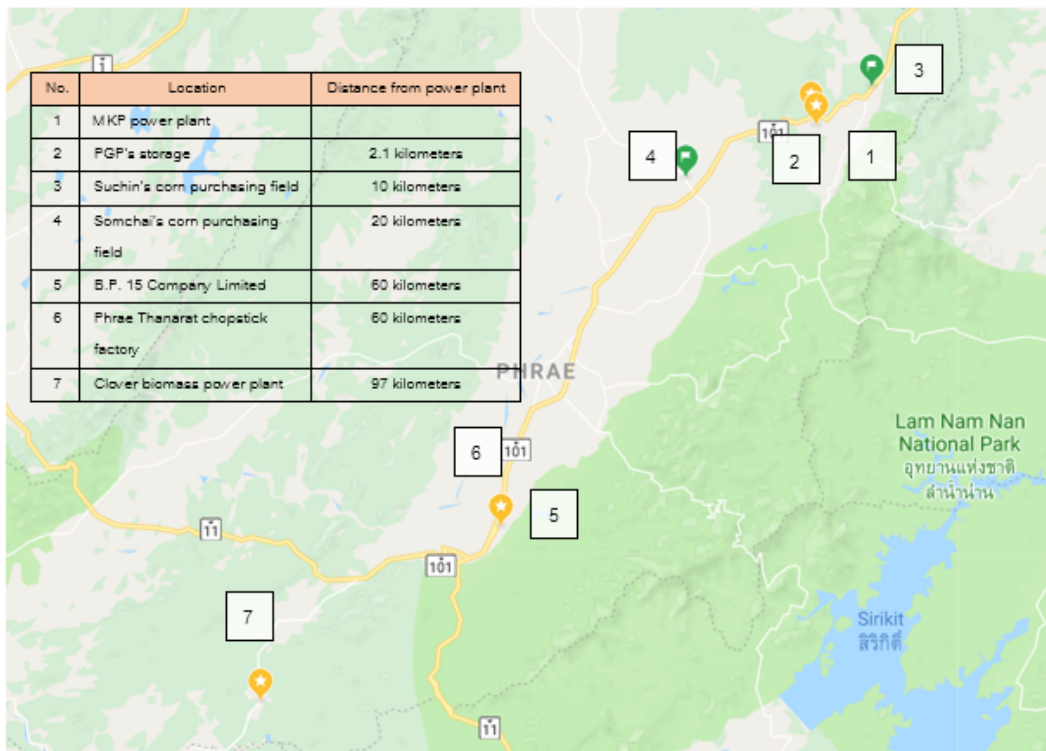 1
No. Location Distance from power plant
1 MKP power plant
2 PGP's storage 2.1 kilometers
3 Suchin's corn purchasing field 10 kilometers
4 Somchai's corn purchasing 20 kilometers
field
5 B.P. 15 Company Limited 60 kilometers
6 Phrae Thanarat chopstick 60 kilometers
factory
7 Clover biomass power plant 97 kilometers
3
101
4
2
1
PHRAE
Lam Nam Nan
National Park
อุทยานแห่งชาติ
ลำน้ำน่าน
6
101
5
11
101
7
Sirikit
สิริกิติ์
11